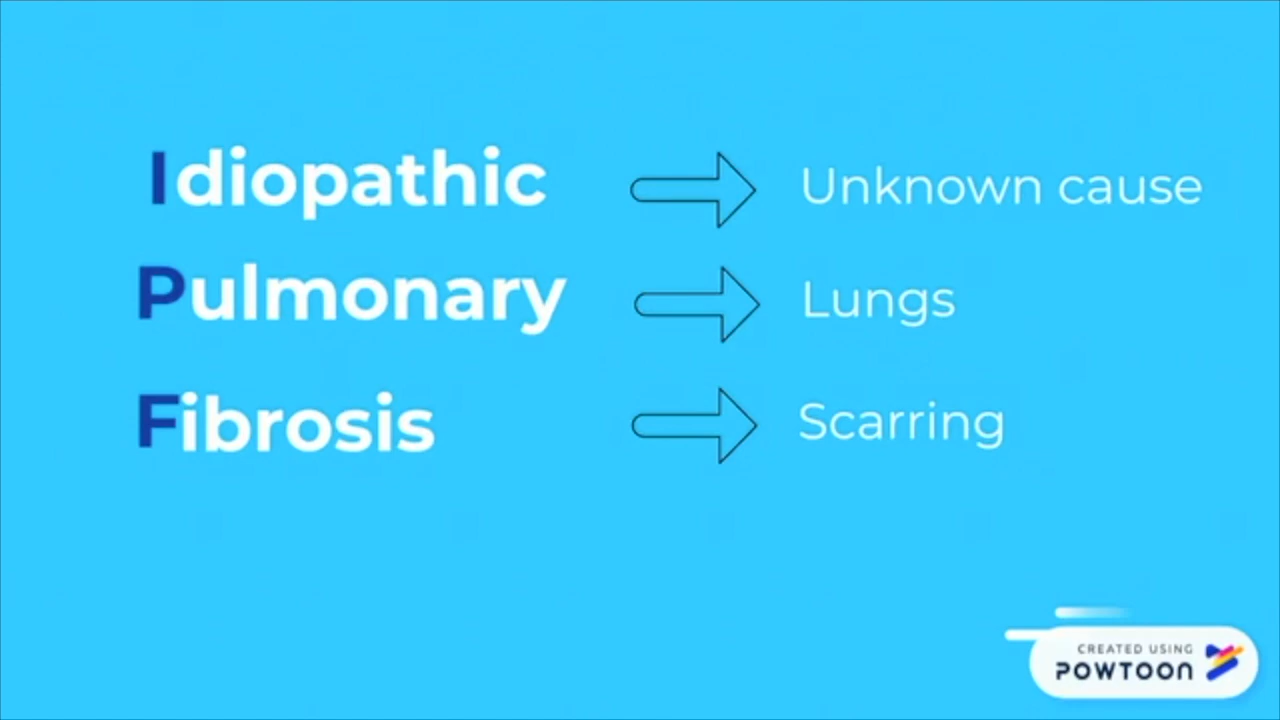 Idiopathic Unknown cause
Pulmonary Lungs
Fibrosis Scarring
CREATED USING
POWTOON